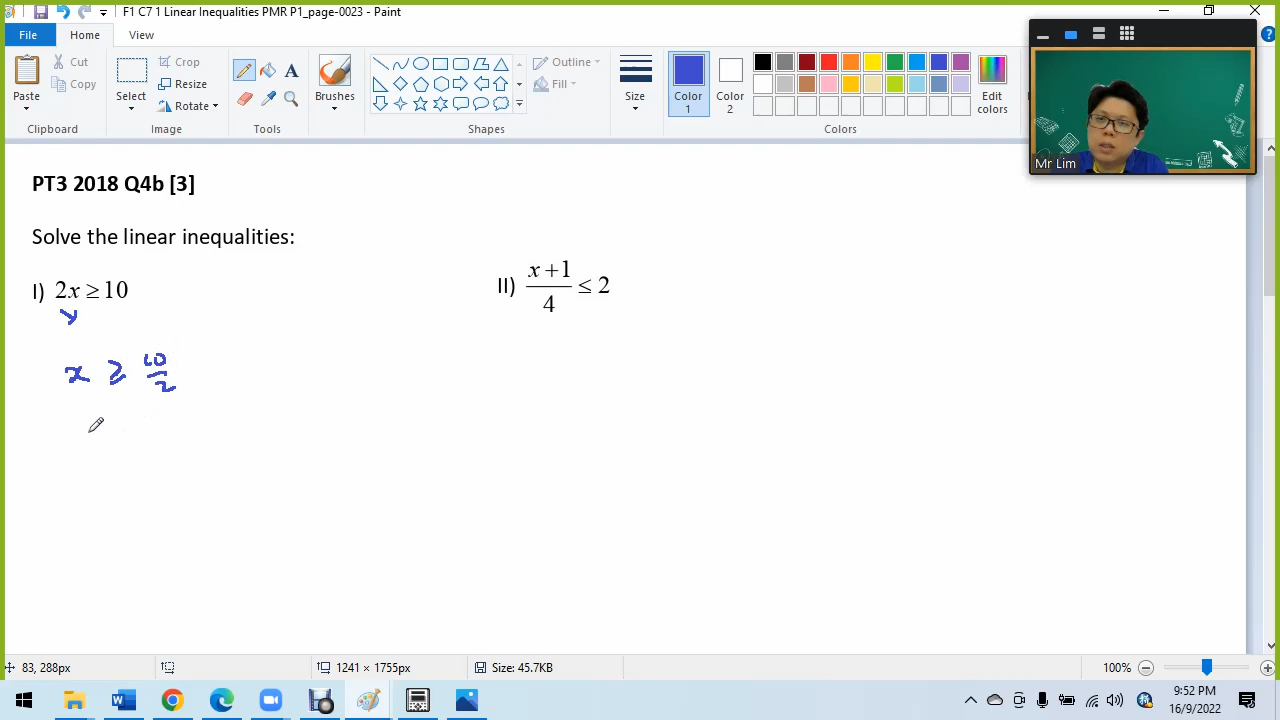 F1 C7 1 Linear Inequalities PMR P1_page-0023 - Paint
File Home View
Paste
Cut
Copy
Clipboard
Select
Crop
Resize
Rotate
Image
A
Tools
Brushes
Outline
Fill
Shapes
Size
Color 1
Color 2
Edit colors
Colors
Mr Lim
PT3 2018 Q4b [3]
Solve the linear inequalities:
I) 2x ≥ 10
II) (x + 1)/4 ≤ 2
x ≥ 10/2
83, 288px
1241 × 1755px
Size: 45.7KB
100%
9:52 PM
16/9/2022